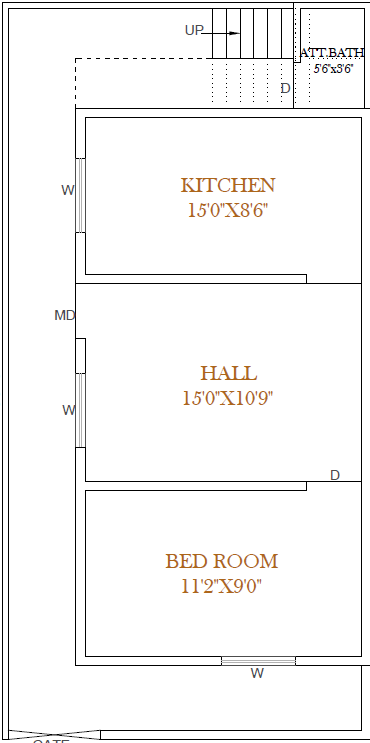 UP
ATT.BATH
5'6"x3'6"
D
W
KITCHEN
15'0"X8'6"
MD
HALL
15'0"X10'9"
W
D
BED ROOM
11'2"X9'0"
W
GATE